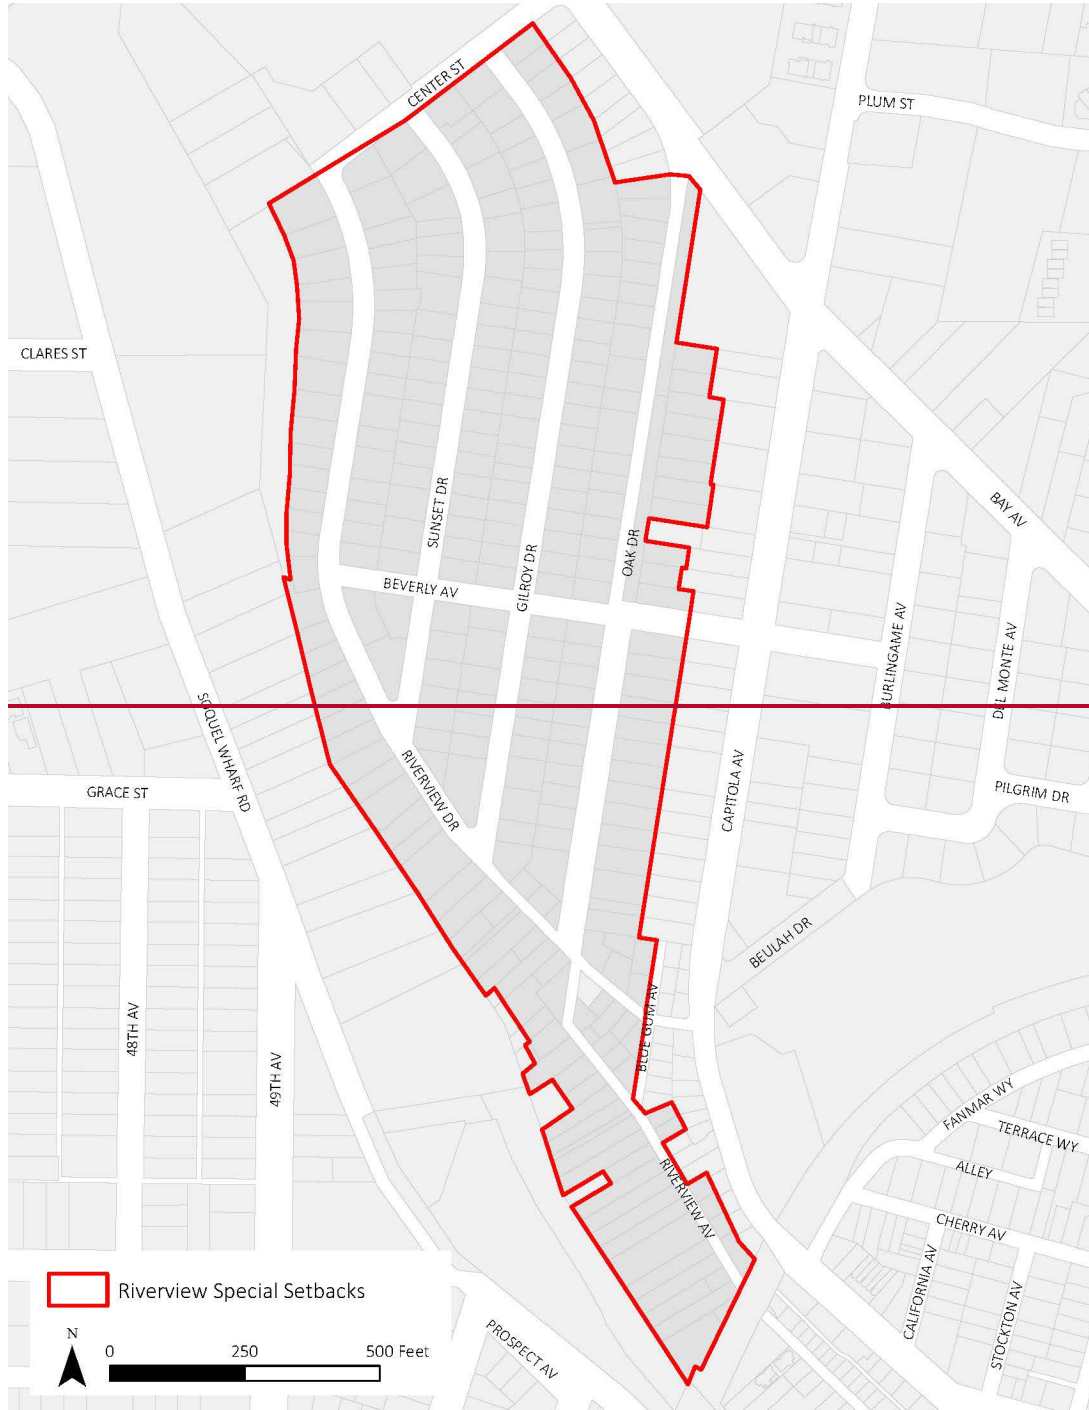 CENTER ST
PLUM ST
CLARES ST
SUNSET DR
BAY AV
OAK DR
GILROY DR
BEVERLY AV
BURLINGAME AV
DEL MONTE AV
SOQUEL WHARF RD
RIVERVIEW DR
CAPITOLA AV
GRACE ST
PILGRIM DR
BEULAH DR
BLUE GUM AV
48TH AV
49TH AV
FANMAR WY
TERRACE WY
ALLEY
RIVERVIEW AV
CHERRY AV
CALIFORNIA AV
STOCKTON AV
PROSPECT AV
Riverview Special Setbacks
N
0 250 500 Feet